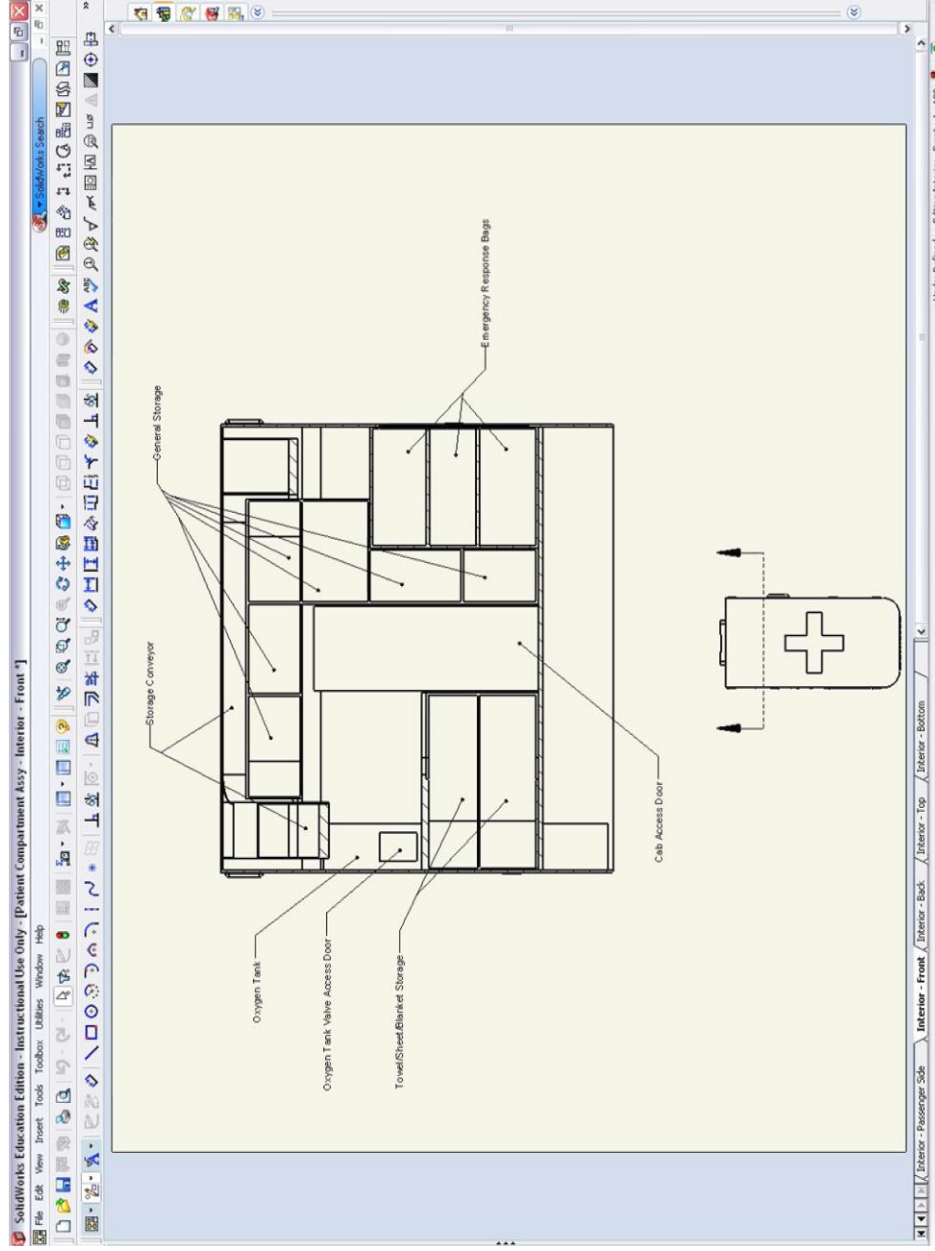 SolidWorks Education Edition - Instructional Use Only - [Patient Compartment Assy - Interior - Front *]
File Edit View Insert Tools Toolbox Utilities Window Help
SolidWorks Search
General Storage
Storage Conveyor
Emergency Response Bags
Oxygen Tank
Oxygen Tank Valve Access Door
Towel/Sheet/Blanket Storage
Cab Access Door
Interior - Passenger Side Interior - Front Interior - Back Interior - Top Interior - Bottom